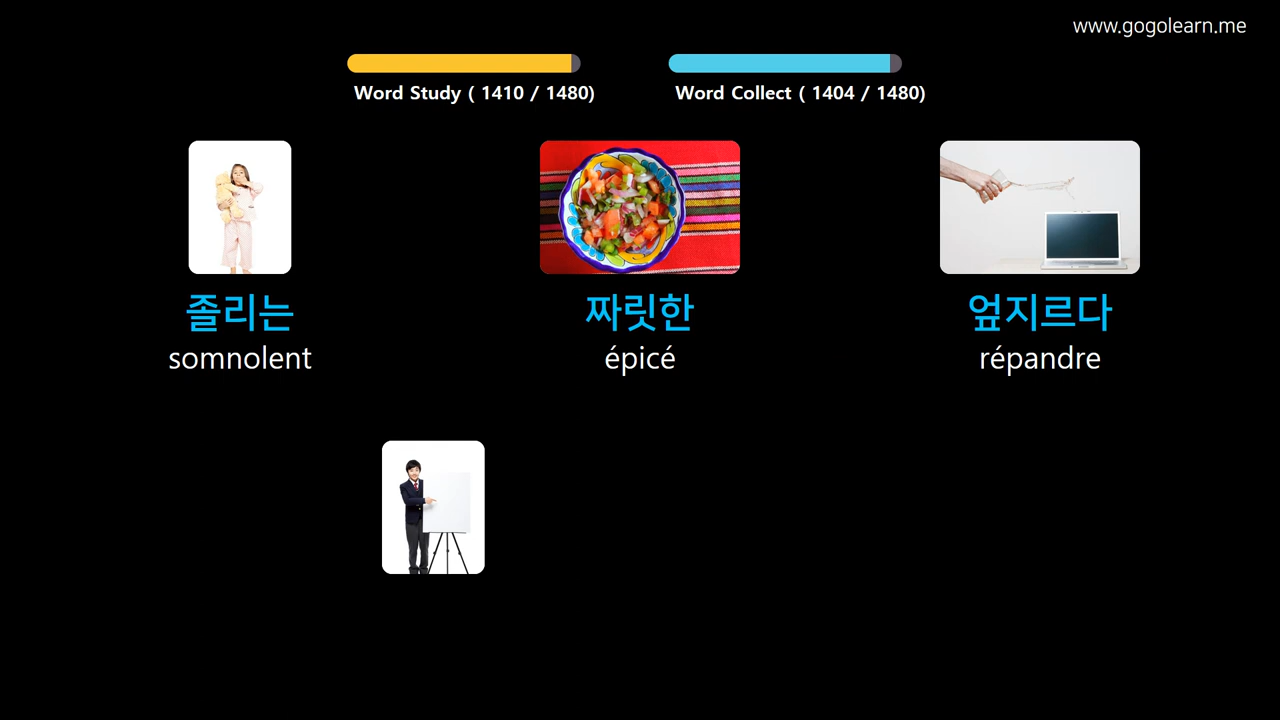 www.gogolearn.me
Word Study ( 1410 / 1480)
Word Collect ( 1404 / 1480)
졸리는
짜릿한
엎지르다
somnolent
épicé
répandre